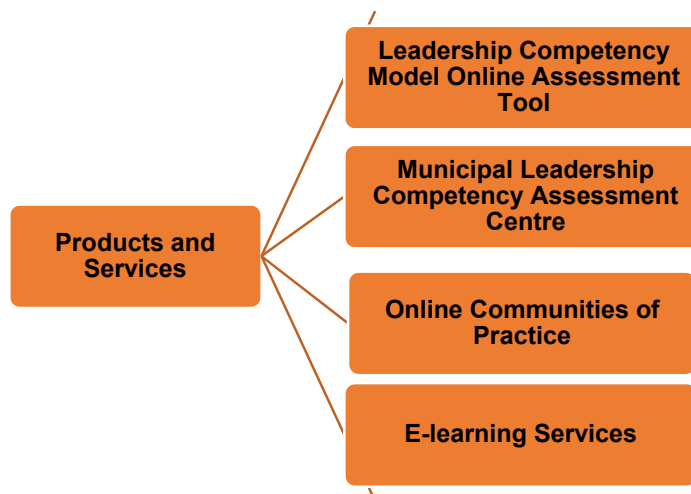 Leadership Competency
Model Online Assessment
Tool
Municipal Leadership
Competency Assessment
Centre
Products and
Services
Online Communities of
Practice
E-learning Services